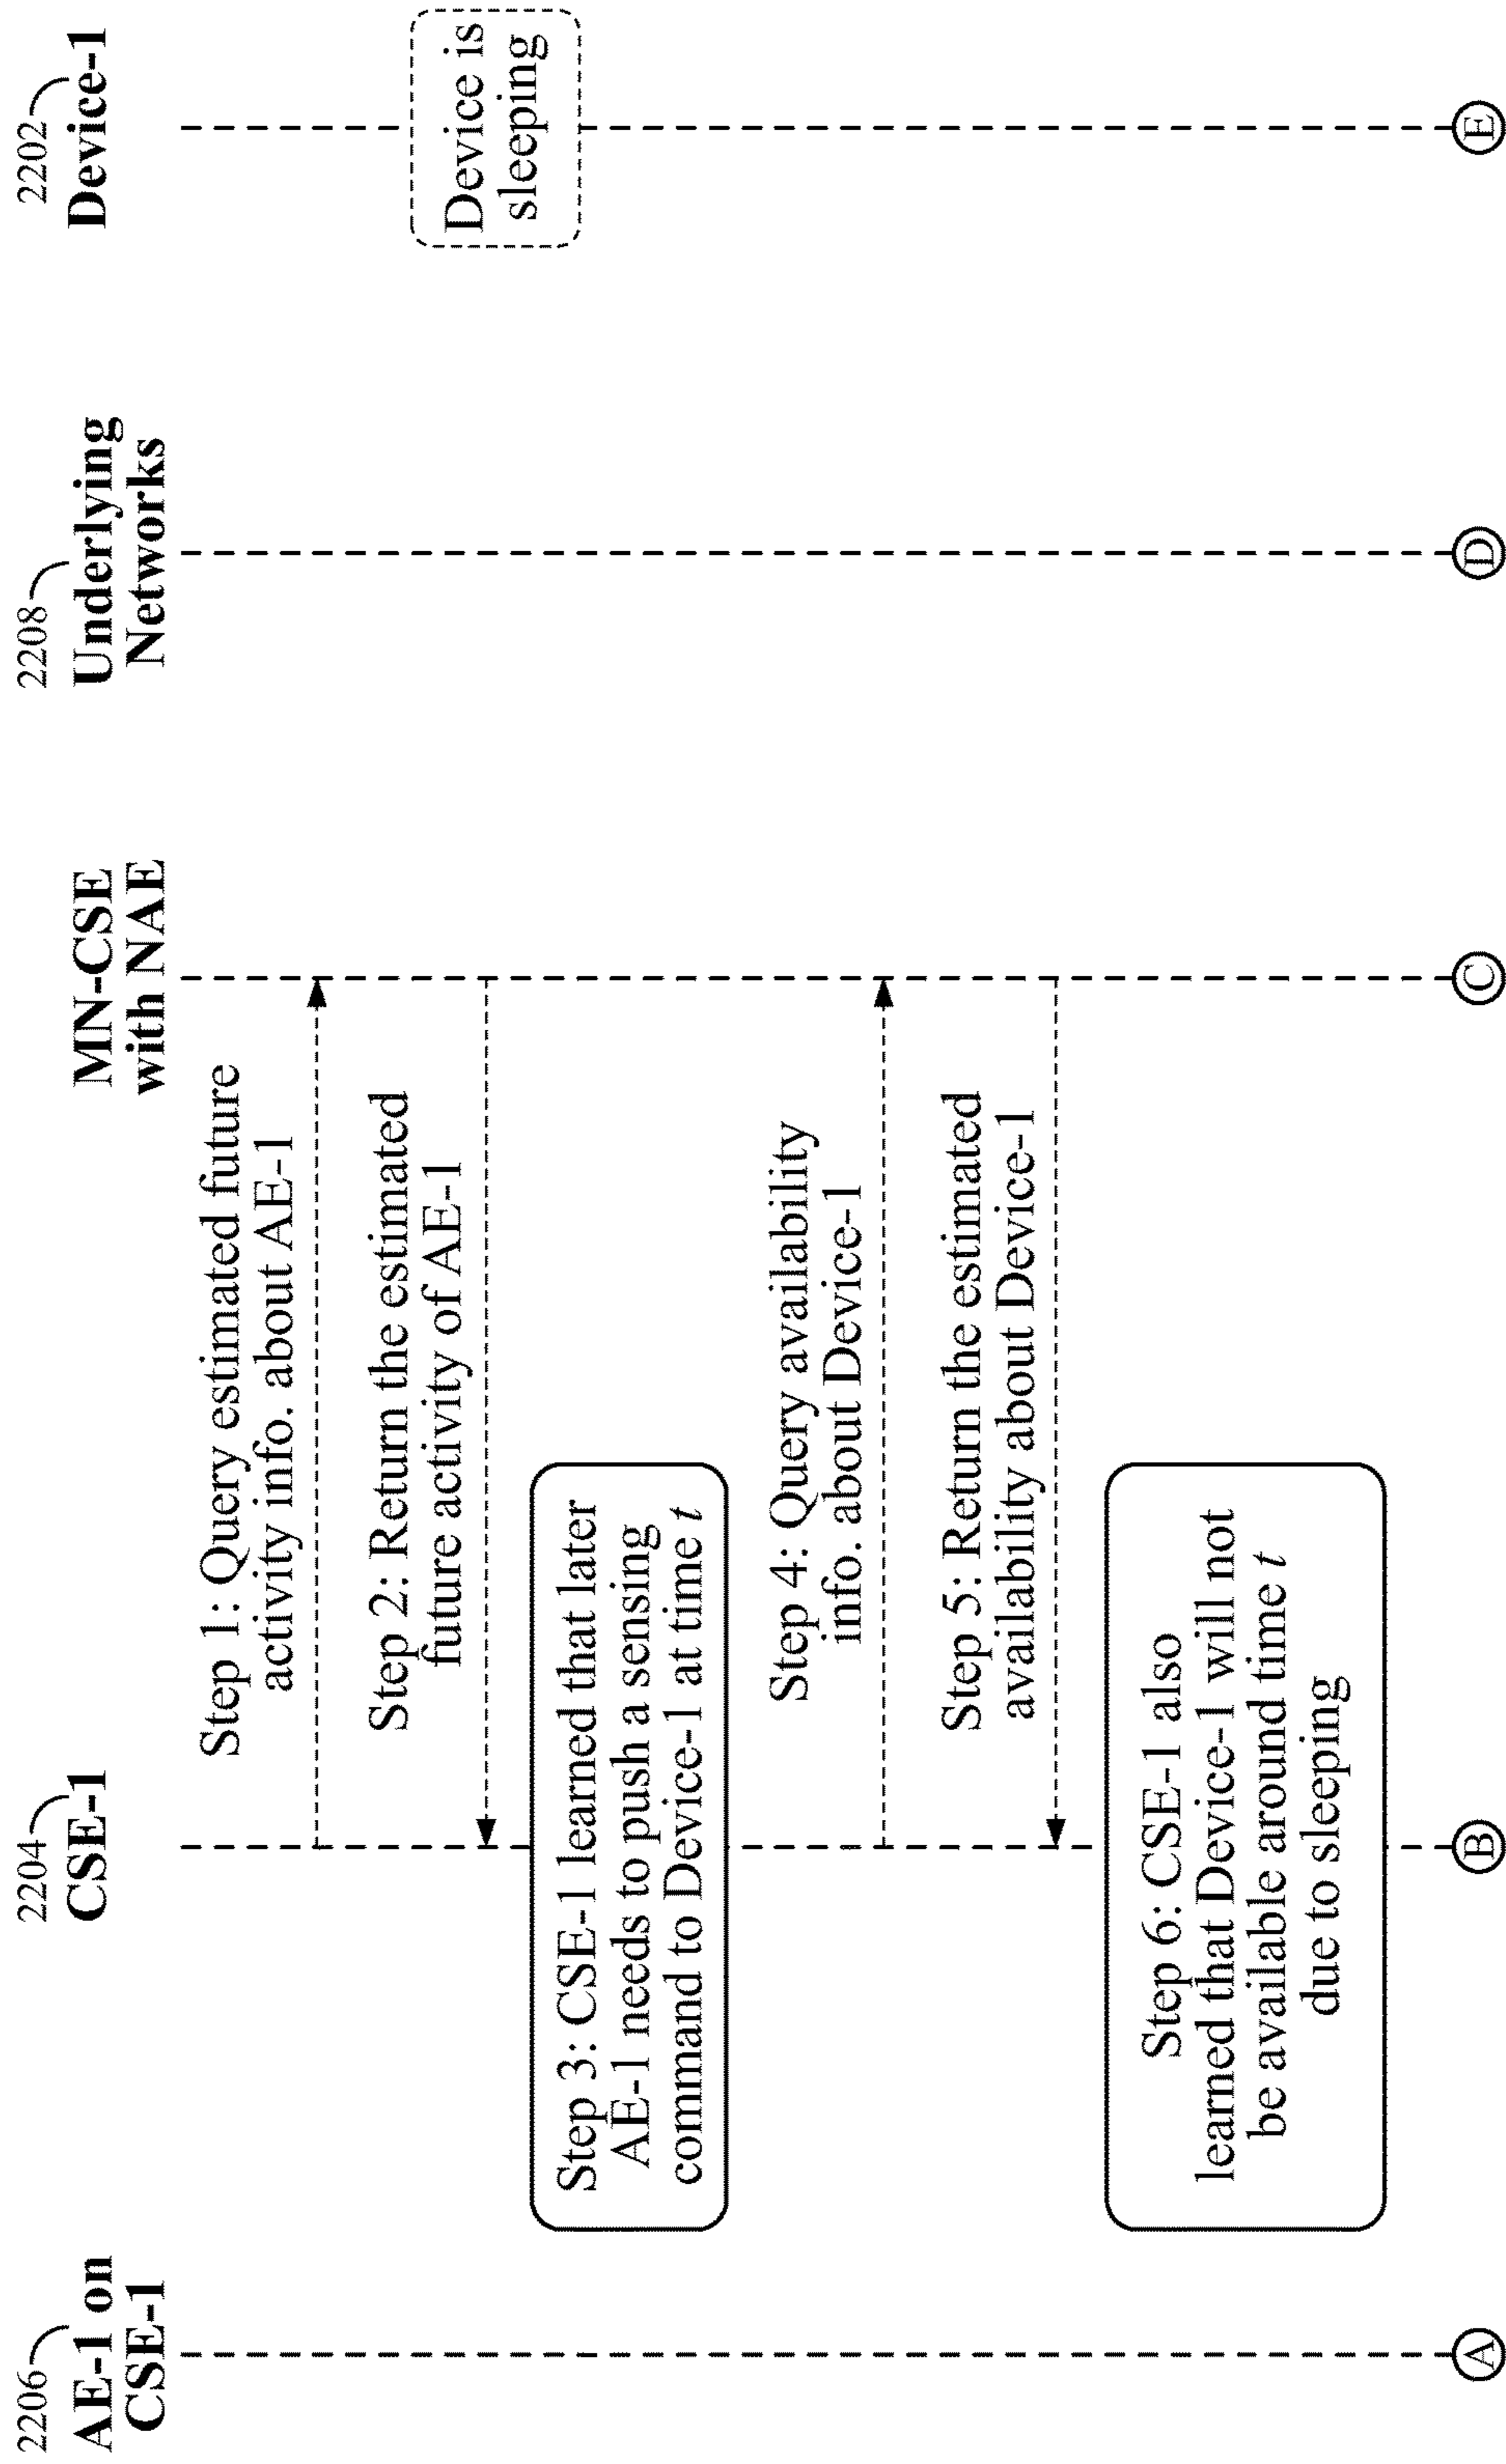 2206
AE-1 on
CSE-1
2204
CSE-1
MN-CSE
with NAE
2208
Underlying
Networks
2202
Device-1
Step 1: Query estimated future
activity info. about AE-1
Step 2: Return the estimated
future activity of AE-1
Device is
sleeping
Step 3: CSE-1 learned that later
AE-1 needs to push a sensing
command to Device-1 at time t
Step 4: Query availability
info. about Device-1
Step 5: Return the estimated
availability about Device-1
Step 6: CSE-1 also
learned that Device-1 will not
be available around time t
due to sleeping
A
B
C
D
E